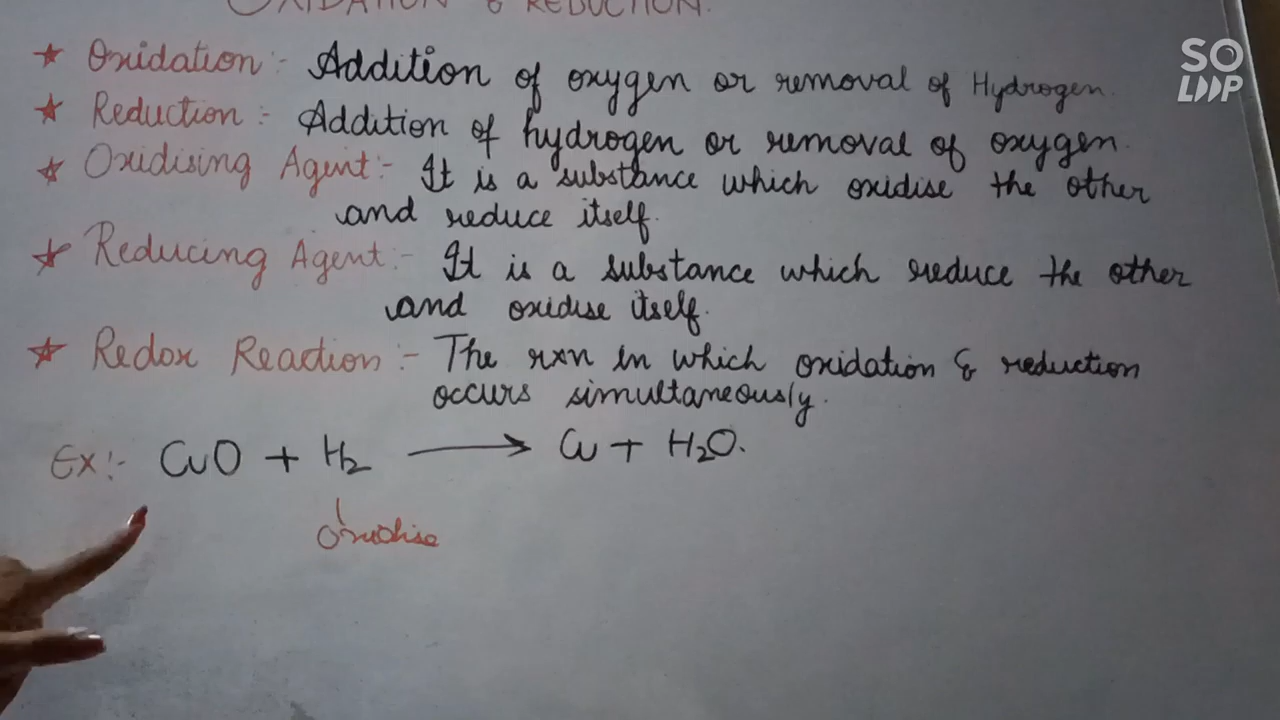 OXIDATION & REDUCTION.
★ Oxidation:- Addition of oxygen or removal of Hydrogen.
★ Reduction:- Addition of hydrogen or removal of oxygen.
★ Oxidising Agent:- It is a substance which oxidise the other
and reduce itself.
★ Reducing Agent:- It is a substance which reduce the other
and oxidise itself.
★ Redox Reaction:- The rxn in which oxidation & reduction
occurs simultaneously.
Ex:- CuO + H₂ ⟶ Cu + H₂O.
Oxidise
SO
LOOP